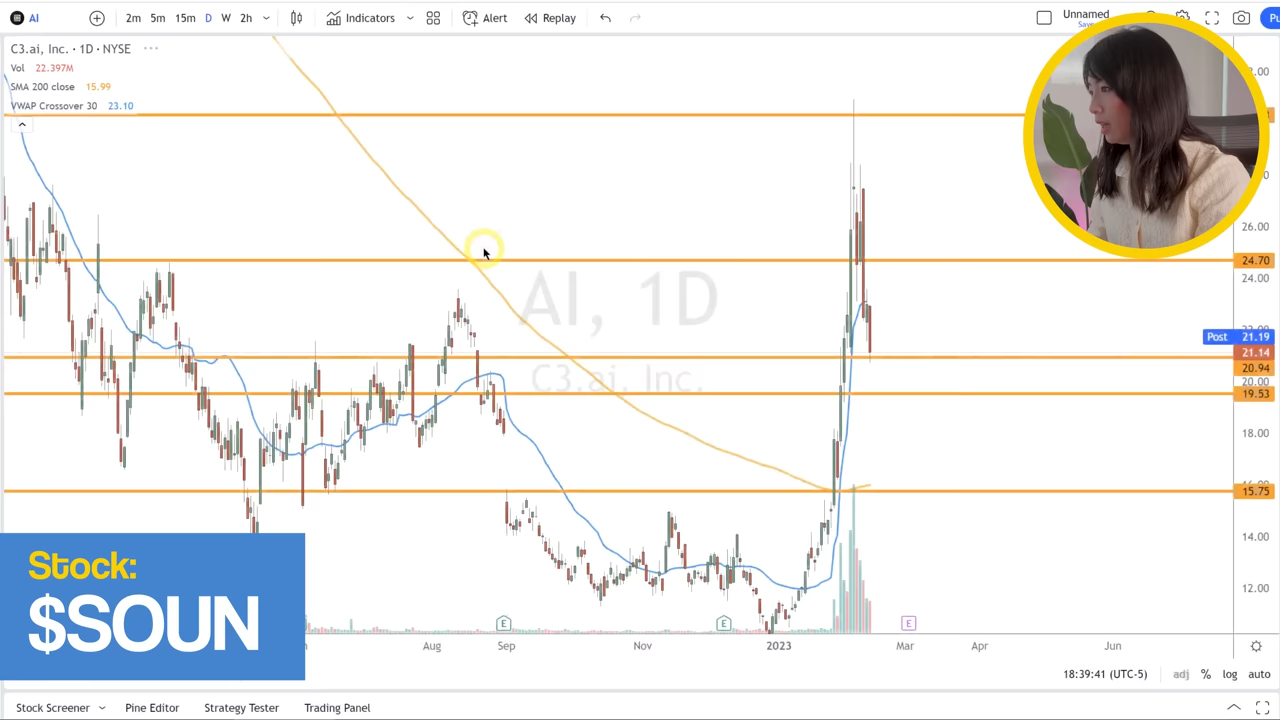 AI
2m 5m 15m D W 2h Indicators Alert Replay
Unnamed
C3.ai, Inc. · 1D · NYSE
Vol 22.397M
SMA 200 close 15.99
VWAP Crossover 30 23.10
26.00
24.70
24.00
Post 21.19
21.14
20.94
20.00
19.53
18.00
15.75
14.00
12.00
AI, 1D
C3.ai, Inc.
Stock:
$SOUN
E E E
Aug Sep Nov 2023 Mar Apr Jun
18:39:41 (UTC-5) adj % log auto
Stock Screener Pine Editor Strategy Tester Trading Panel